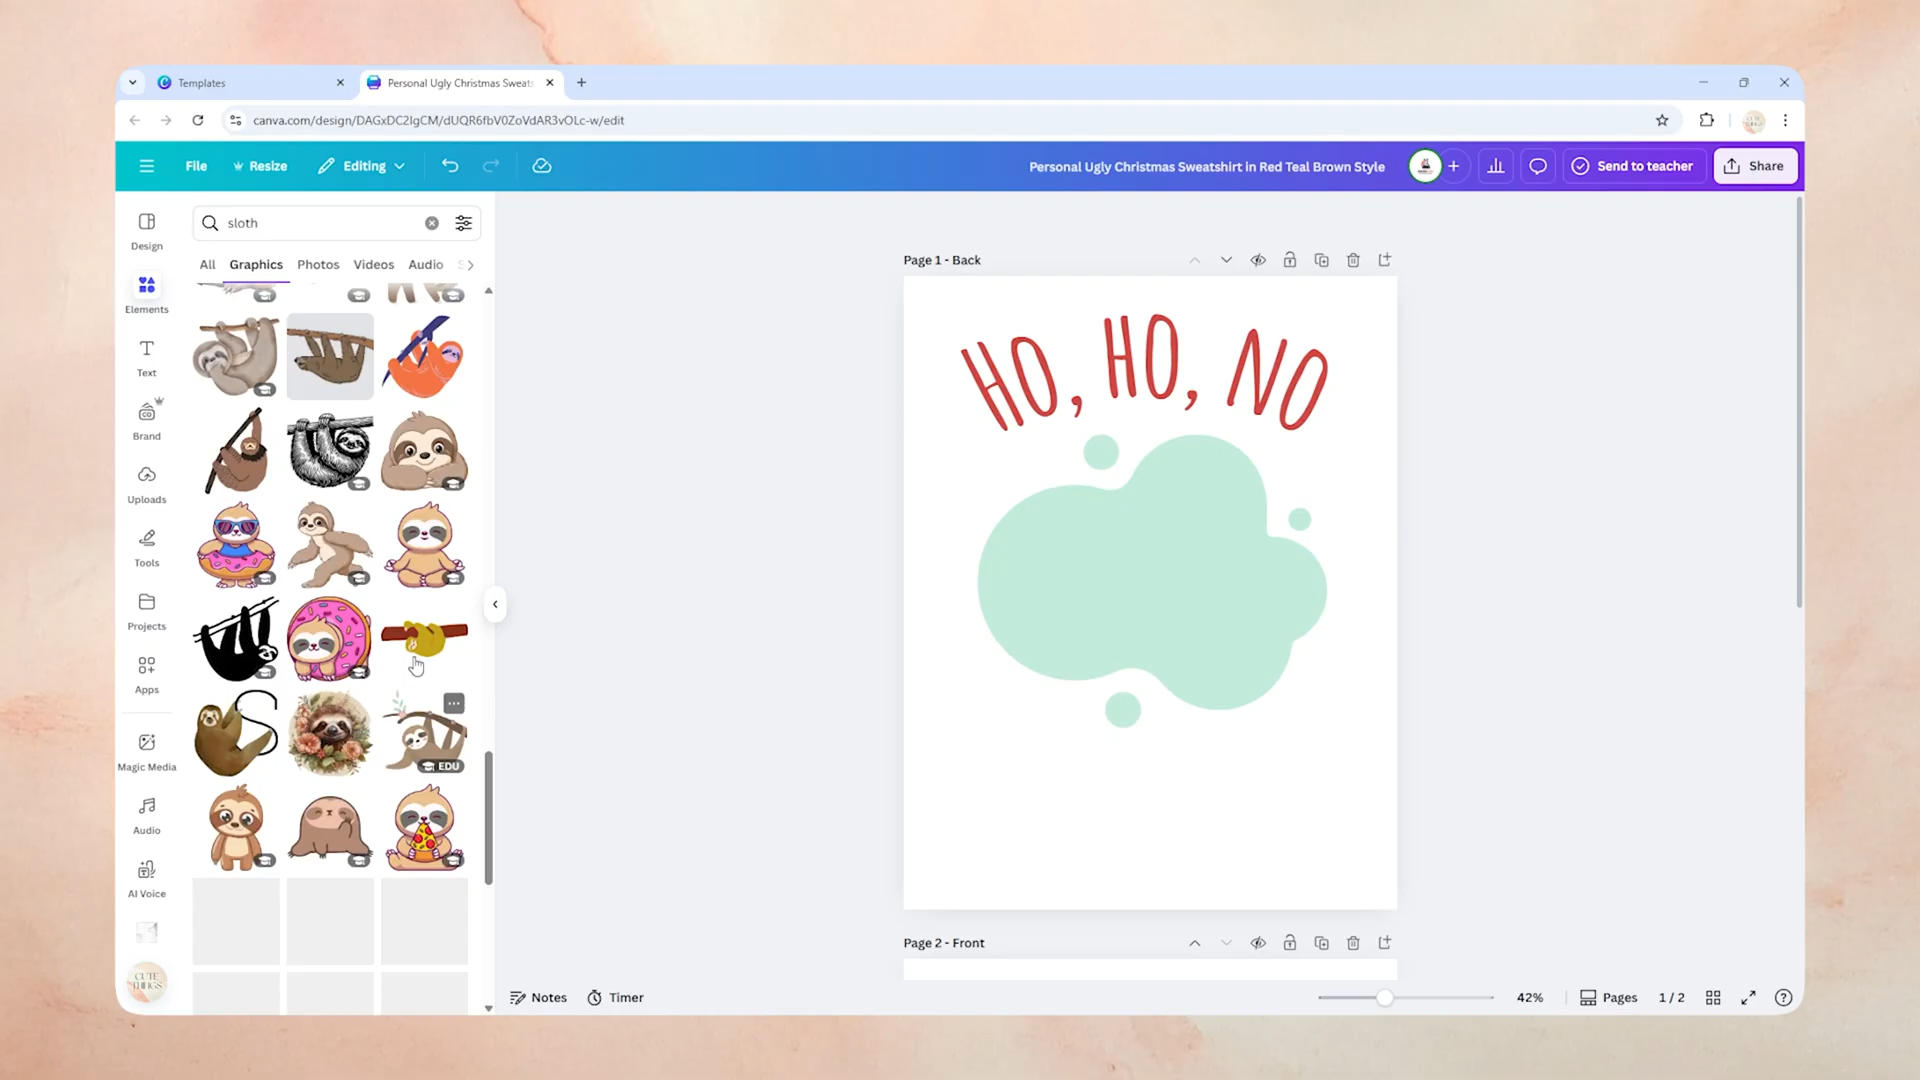 Templates
Personal Ugly Christmas Sweats
canva.com/design/DAGxDC2IgCM/dUQR6fbV0ZoVdAR3vOLc-w/edit
File
Resize
Editing
Personal Ugly Christmas Sweatshirt in Red Teal Brown Style
Send to teacher
Share
Design
Elements
Text
Brand
Uploads
Tools
Projects
Apps
Magic Media
Audio
AI Voice
CUTE
THINGS
sloth
All
Graphics
Photos
Videos
Audio
S
EDU
Page 1 - Back
HO, HO, NO
Page 2 - Front
Notes
Timer
42%
Pages
1 / 2